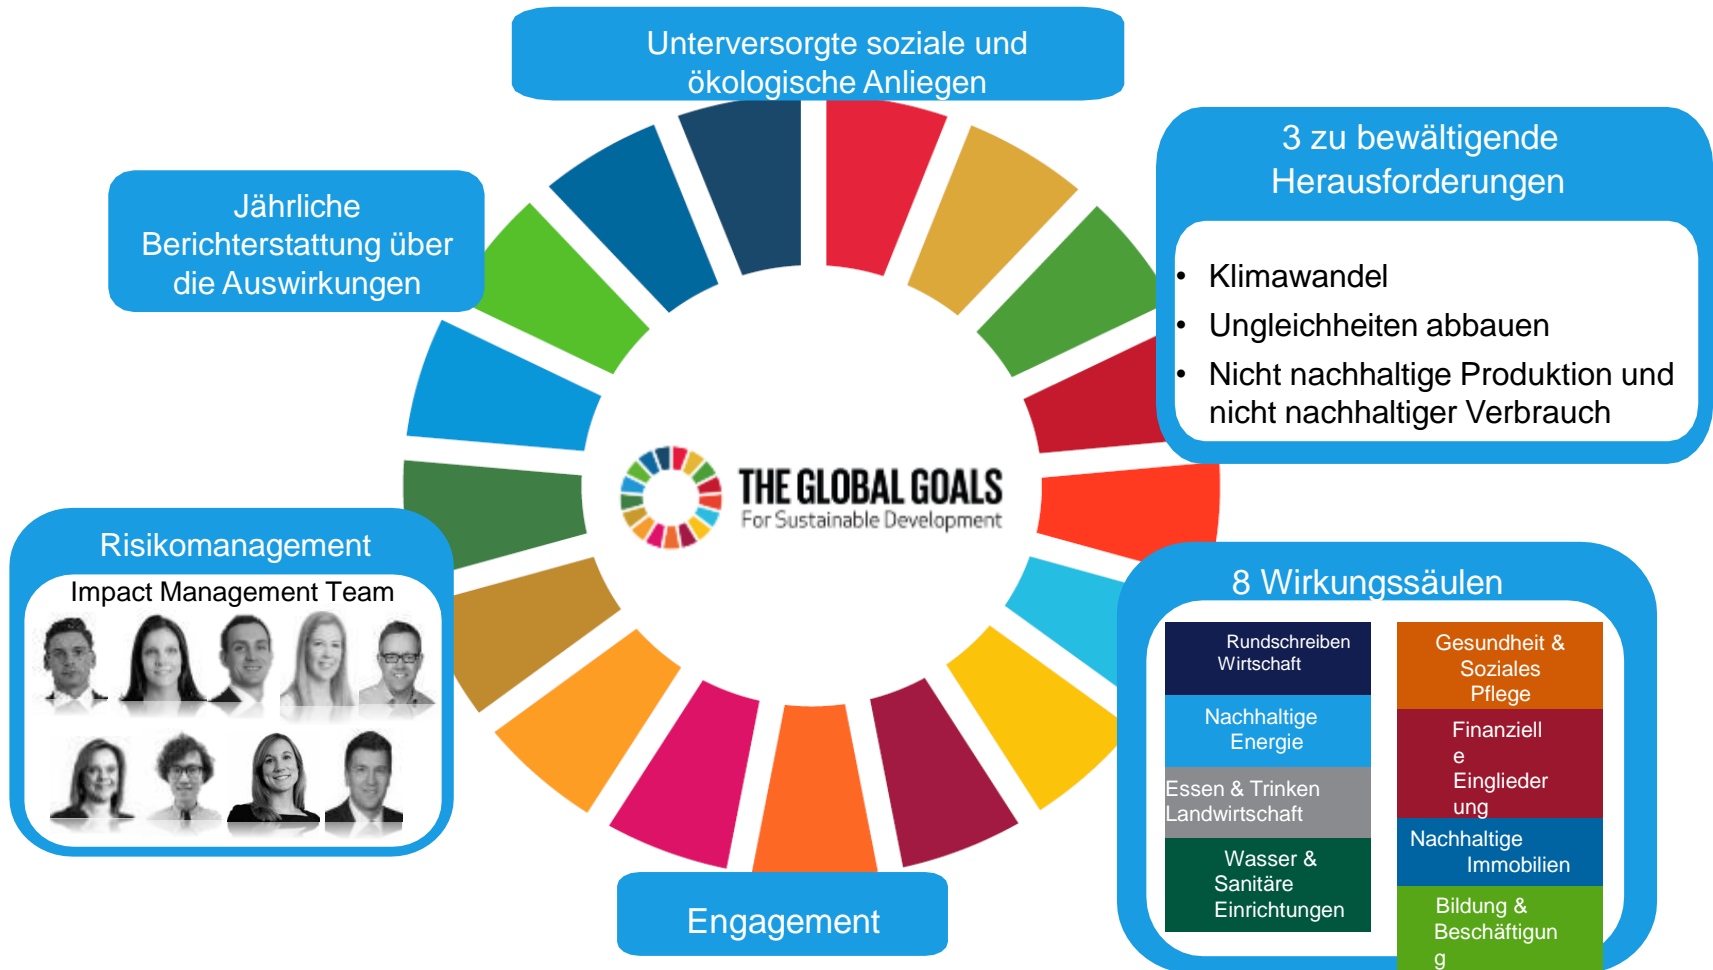 Unterversorgte soziale und
ökologische Anliegen
3 zu bewältigende
Herausforderungen
• Klimawandel
• Ungleichheiten abbauen
• Nicht nachhaltige Produktion und
nicht nachhaltiger Verbrauch
Jährliche
Berichterstattung über
die Auswirkungen
THE GLOBAL GOALS
For Sustainable Development
Risikomanagement
Impact Management Team
8 Wirkungssäulen
Rundschreiben
Wirtschaft
Nachhaltige
Energie
Essen & Trinken
Landwirtschaft
Wasser &
Sanitäre
Einrichtungen
Gesundheit &
Soziales
Pflege
Finanziell
e
Einglieder
ung
Nachhaltige
Immobilien
Bildung &
Beschäftigun
g
Engagement